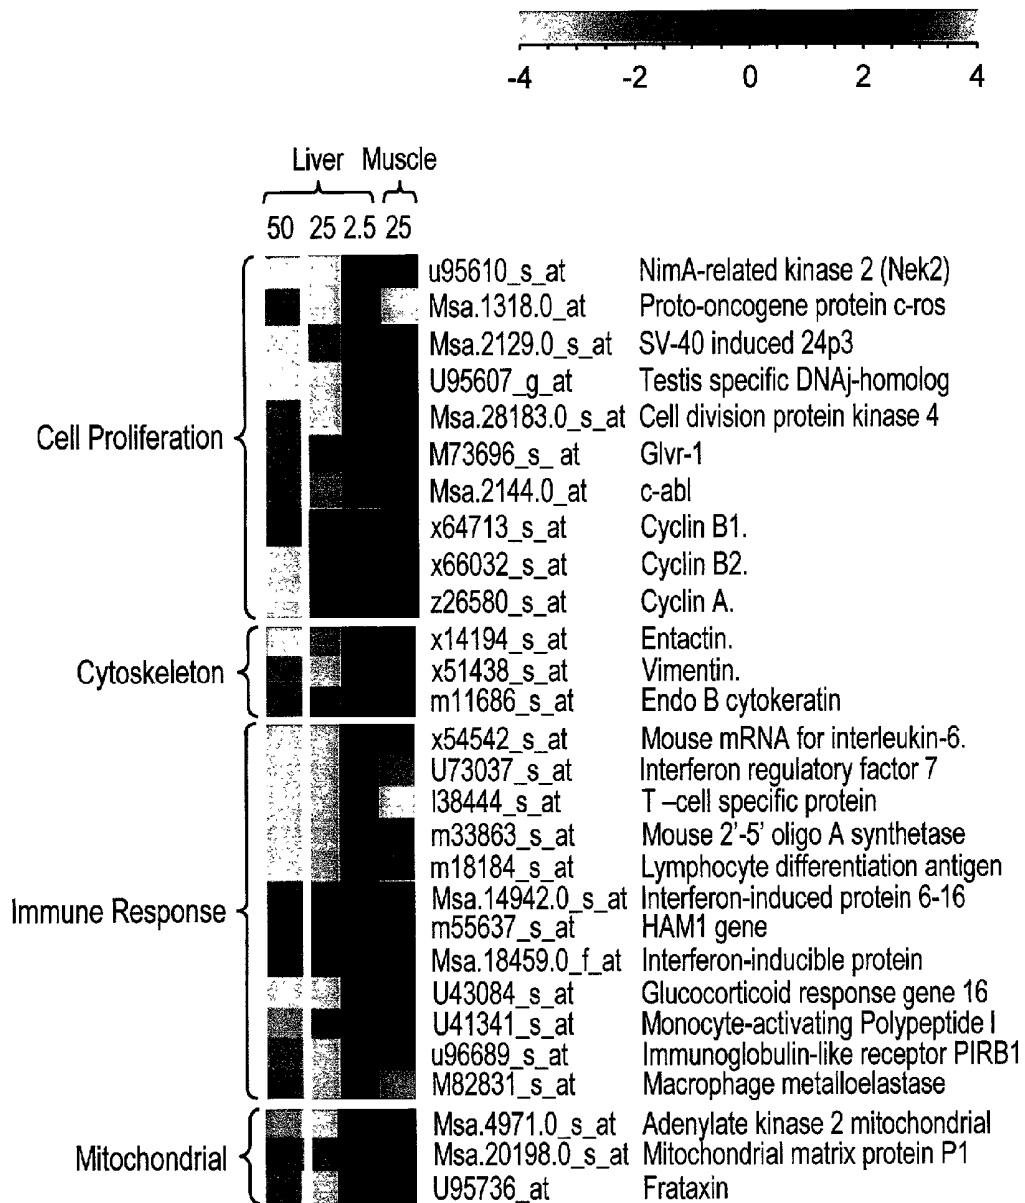 -4 -2 0 2 4
Liver Muscle
50 25 2.5 25
u95610_s_at NimA-related kinase 2 (Nek2)
Msa.1318.0_at Proto-oncogene protein c-ros
Msa.2129.0_s_at SV-40 induced 24p3
U95607_g_at Testis specific DNAj-homolog
Msa.28183.0_s_at Cell division protein kinase 4
Cell Proliferation
M73696_s_ at Glvr-1
Msa.2144.0_at c-abl
x64713_s_at Cyclin B1.
x66032_s_at Cyclin B2.
z26580_s_at Cyclin A.
x14194_s_at Entactin.
Cytoskeleton x51438_s_at Vimentin.
m11686_s_at Endo B cytokeratin
x54542_s_at Mouse mRNA for interleukin-6.
U73037_s_at Interferon regulatory factor 7
l38444_s_at T –cell specific protein
m33863_s_at Mouse 2'-5' oligo A synthetase
m18184_s_at Lymphocyte differentiation antigen
Msa.14942.0_s_at Interferon-induced protein 6-16
Immune Response m55637_s_at HAM1 gene
Msa.18459.0_f_at Interferon-inducible protein
U43084_s_at Glucocorticoid response gene 16
U41341_s_at Monocyte-activating Polypeptide I
u96689_s_at Immunoglobulin-like receptor PIRB1
M82831_s_at Macrophage metalloelastase
Msa.4971.0_s_at Adenylate kinase 2 mitochondrial
Mitochondrial Msa.20198.0_s_at Mitochondrial matrix protein P1
U95736_at Frataxin